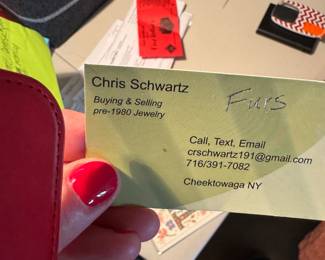 Chris Schwartz
Furs
Buying & Selling
pre-1980 Jewelry
Call, Text, Email
crschwartz191@gmail.com
716/391-7082
Cheektowaga NY